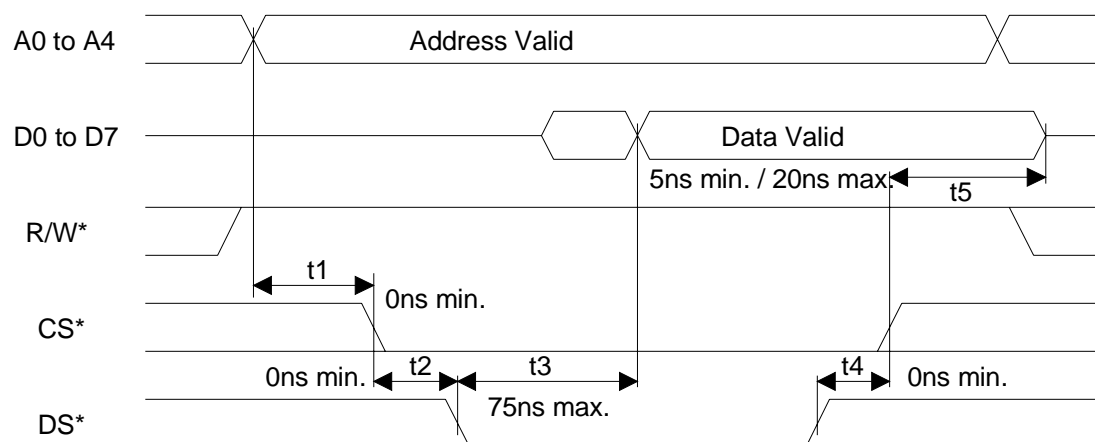 A0 to A4
Address Valid
D0 to D7
Data Valid
5ns min. / 20ns max.
t5
R/W*
t1
0ns min.
CS*
0ns min.
t2
t3
t4
0ns min.
75ns max.
DS*